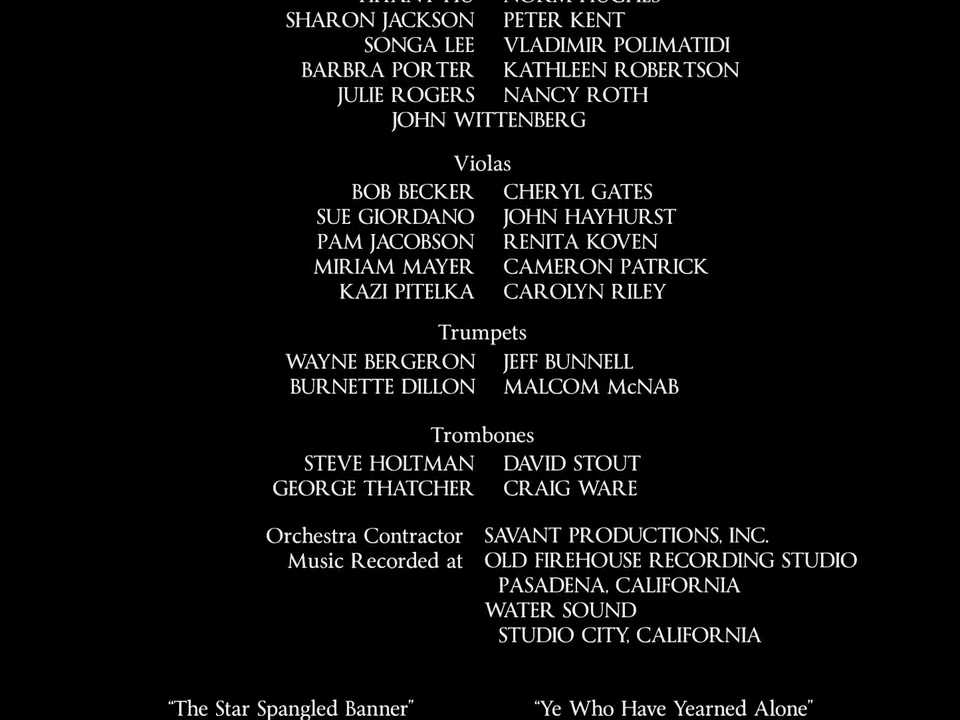 SHARON JACKSON PETER KENT
SONGA LEE VLADIMIR POLIMATIDI
BARBRA PORTER KATHLEEN ROBERTSON
JULIE ROGERS NANCY ROTH
JOHN WITTENBERG
Violas
BOB BECKER CHERYL GATES
SUE GIORDANO JOHN HAYHURST
PAM JACOBSON RENITA KOVEN
MIRIAM MAYER CAMERON PATRICK
KAZI PITELKA CAROLYN RILEY
Trumpets
WAYNE BERGERON JEFF BUNNELL
BURNETTE DILLON MALCOM McNAB
Trombones
STEVE HOLTMAN DAVID STOUT
GEORGE THATCHER CRAIG WARE
Orchestra Contractor SAVANT PRODUCTIONS, INC.
Music Recorded at OLD FIREHOUSE RECORDING STUDIO
PASADENA, CALIFORNIA
WATER SOUND
STUDIO CITY, CALIFORNIA
“The Star Spangled Banner” “Ye Who Have Yearned Alone”